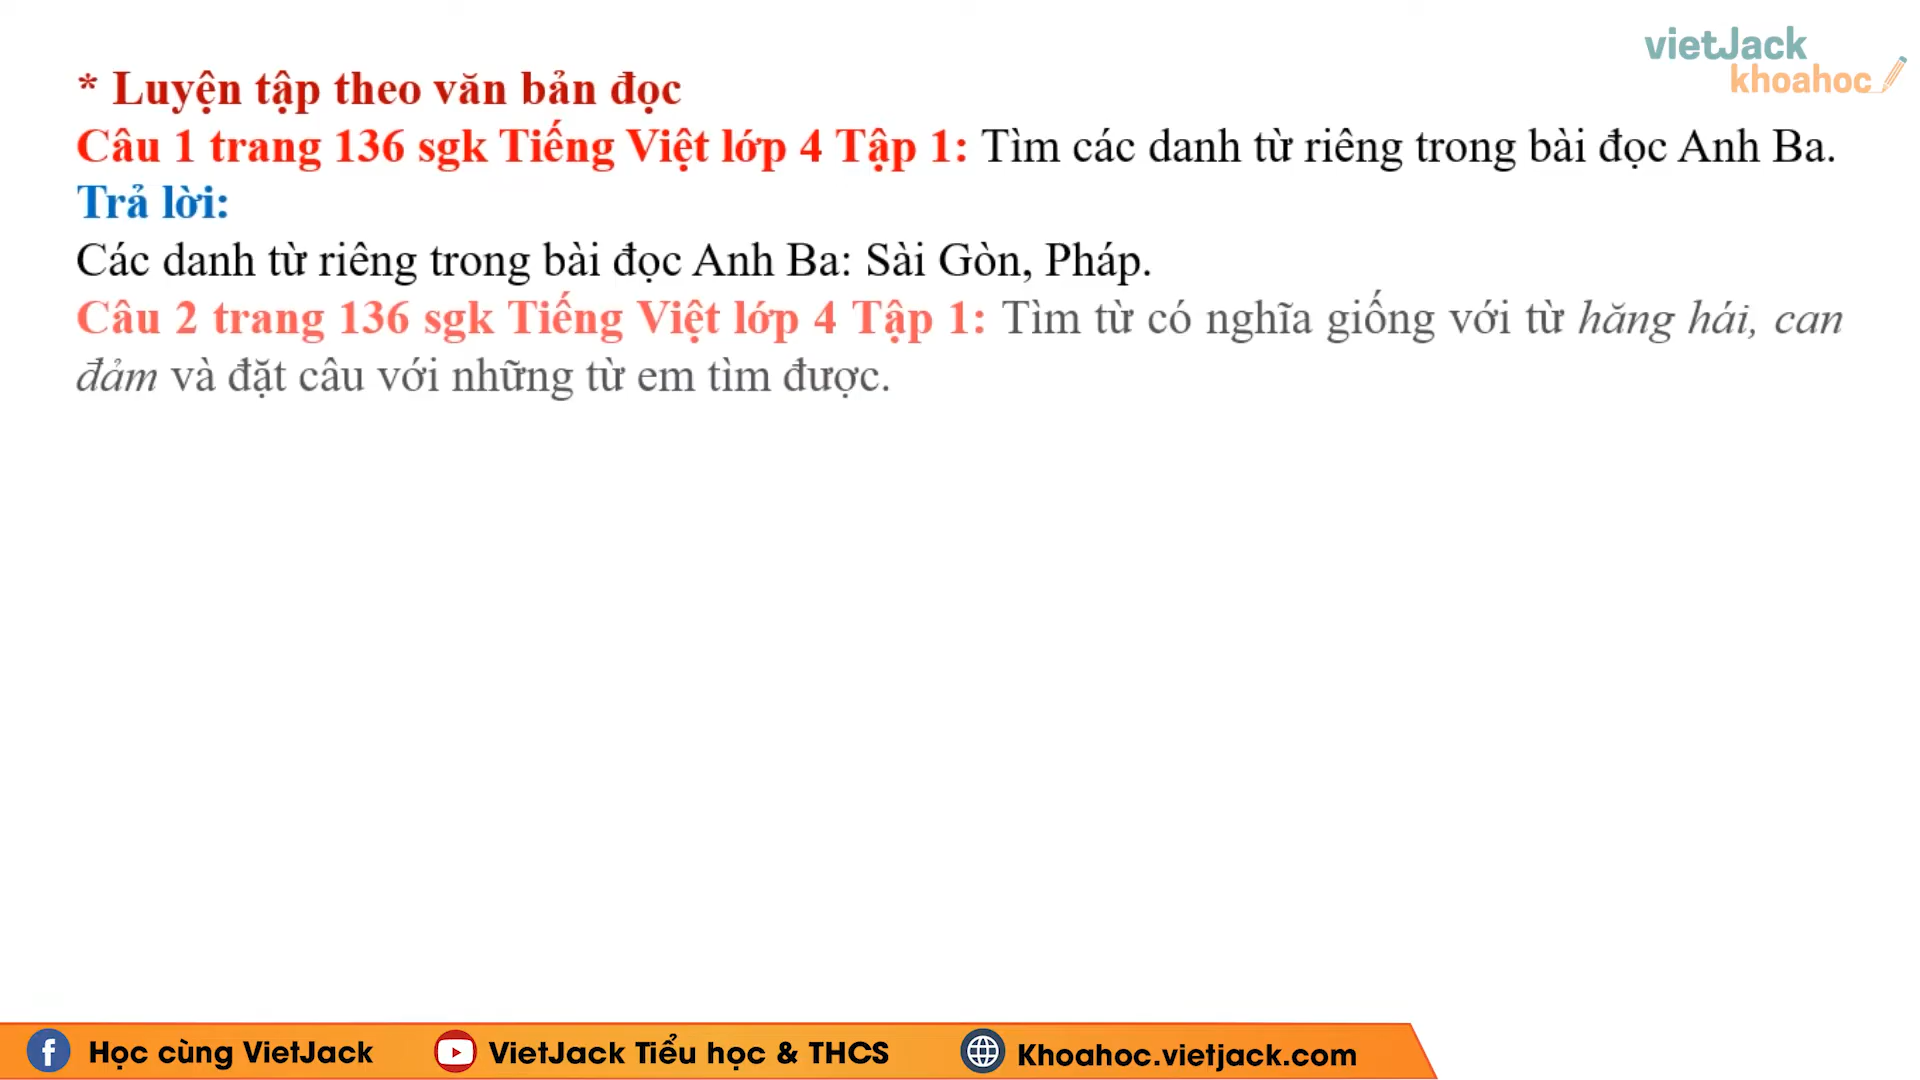 vietJack
khoahoc
* Luyện tập theo văn bản đọc
Câu 1 trang 136 sgk Tiếng Việt lớp 4 Tập 1: Tìm các danh từ riêng trong bài đọc Anh Ba.
Trả lời:
Các danh từ riêng trong bài đọc Anh Ba: Sài Gòn, Pháp.
Câu 2 trang 136 sgk Tiếng Việt lớp 4 Tập 1: Tìm từ có nghĩa giống với từ hăng hái, can
đảm và đặt câu với những từ em tìm được.
Học cùng VietJack
VietJack Tiểu học & THCS
Khoahoc.vietjack.com